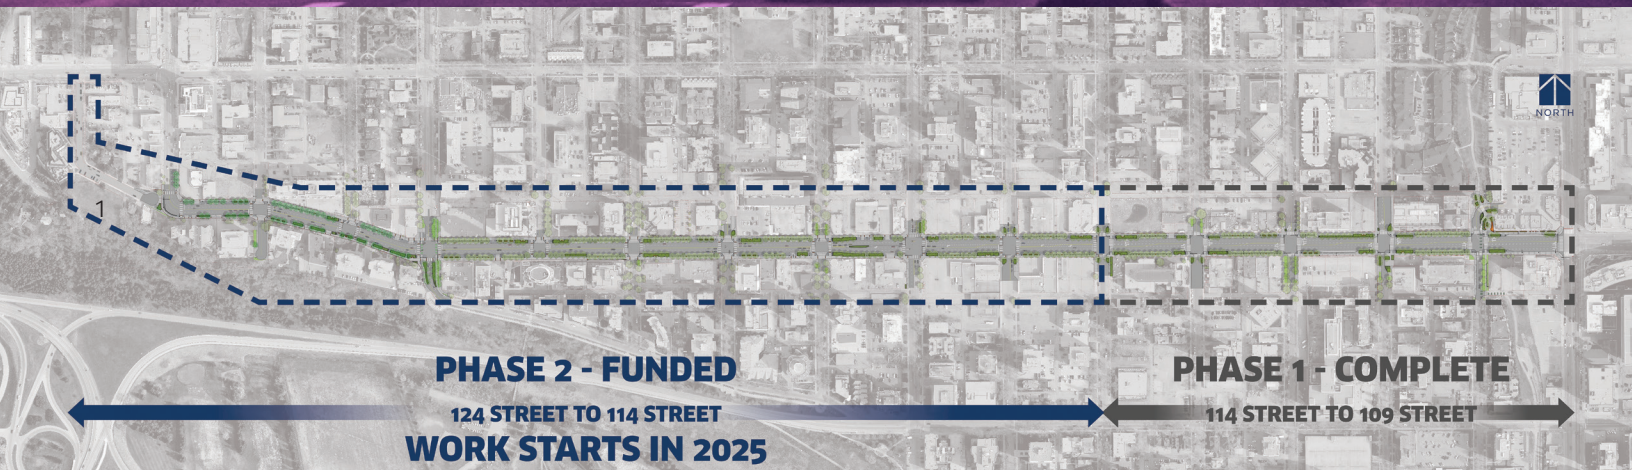 NORTH
1
PHASE 2 - FUNDED
124 STREET TO 114 STREET
WORK STARTS IN 2025
PHASE 1 - COMPLETE
114 STREET TO 109 STREET